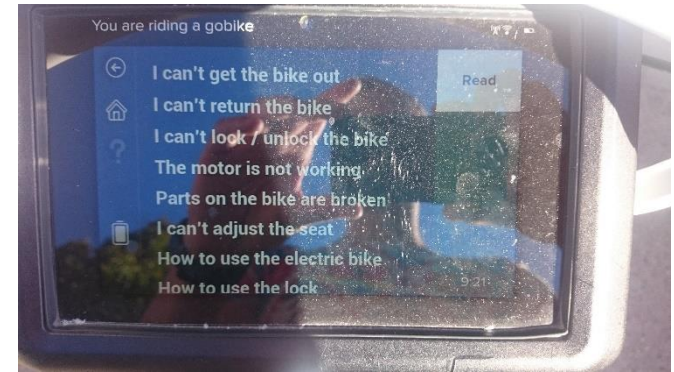 You are riding a gobike
I can't get the bike out
Read
I can't return the bike
I can't lock / unlock the bike
?
The motor is not working
Parts on the bike are broken
I can't adjust the seat
How to use the electric bike
How to use the lock
9:21